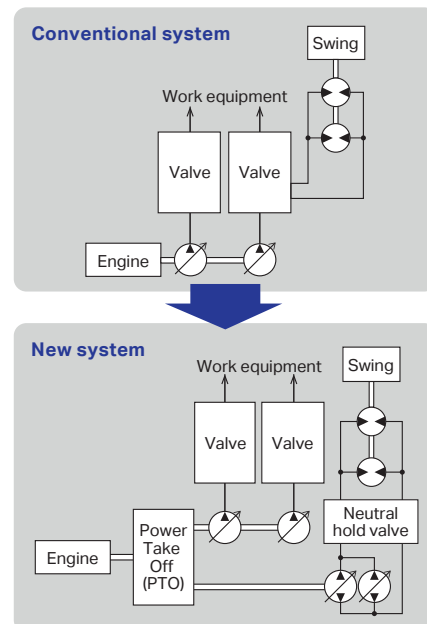 Conventional system
Swing
Work equipment
Valve
Valve
Engine
New system
Work equipment
Swing
Valve
Valve
Neutral
hold valve
Power
Take
Off
(PTO)
Engine